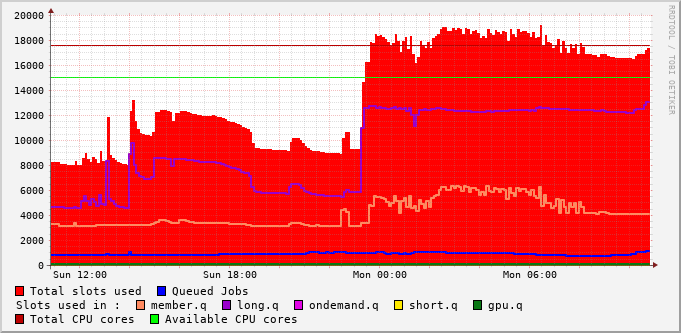 20000
18000
16000
14000
12000
10000
8000
6000
4000
2000
0
Sun 12:00 Sun 18:00 Mon 00:00 Mon 06:00
RRDTOOL / TOBI OETIKER
Total slots used Queued Jobs
Slots used in : member.q long.q ondemand.q short.q gpu.q
Total CPU cores Available CPU cores